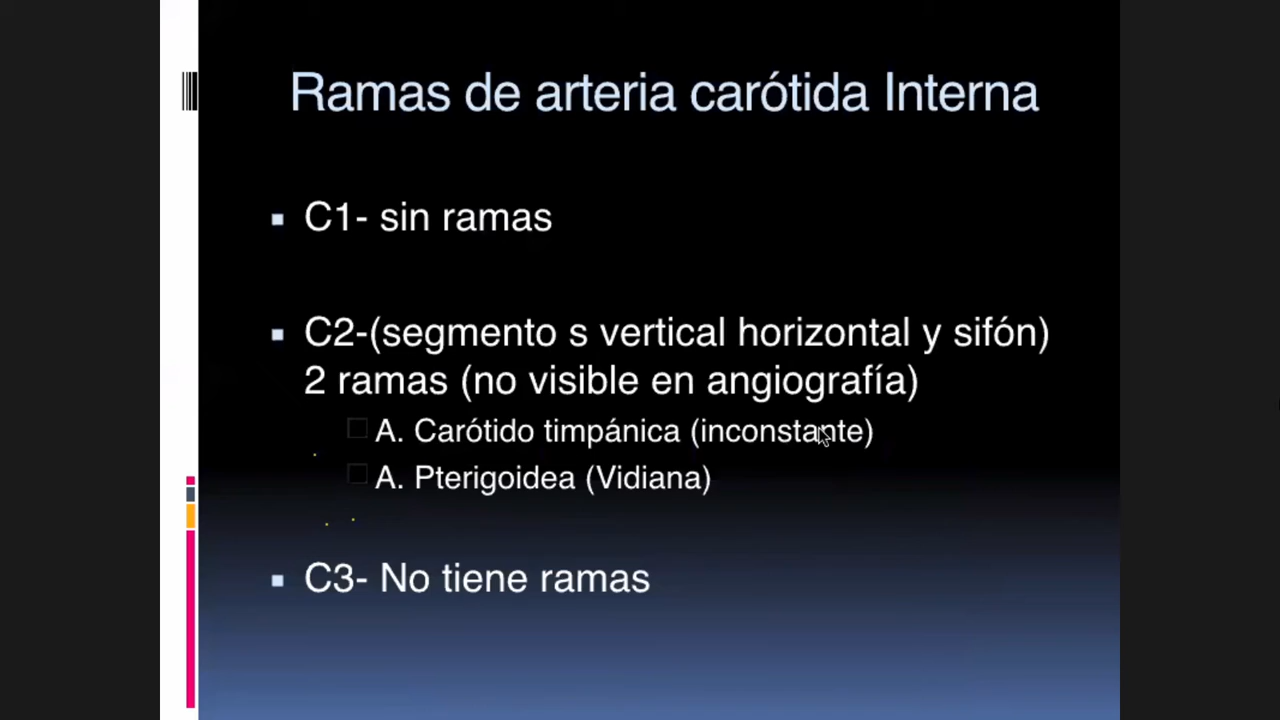 Ramas de arteria carótida Interna
C1- sin ramas
C2-(segmento s vertical horizontal y sifón)
2 ramas (no visible en angiografía)
A. Carótido timpánica (inconstante)
A. Pterigoidea (Vidiana)
C3- No tiene ramas